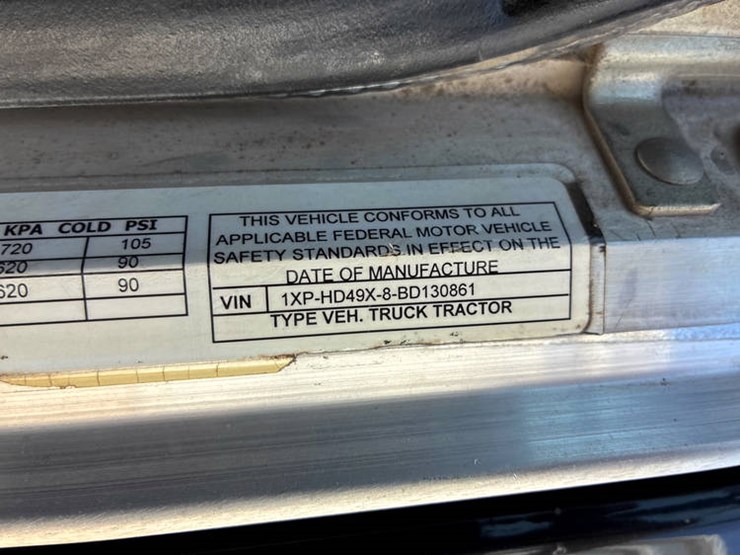 KPA COLD PSI
720 105
620 90
620 90
THIS VEHICLE CONFORMS TO ALL
APPLICABLE FEDERAL MOTOR VEHICLE
SAFETY STANDARDS IN EFFECT ON THE
DATE OF MANUFACTURE
VIN 1XP-HD49X-8-BD130861
TYPE VEH. TRUCK TRACTOR